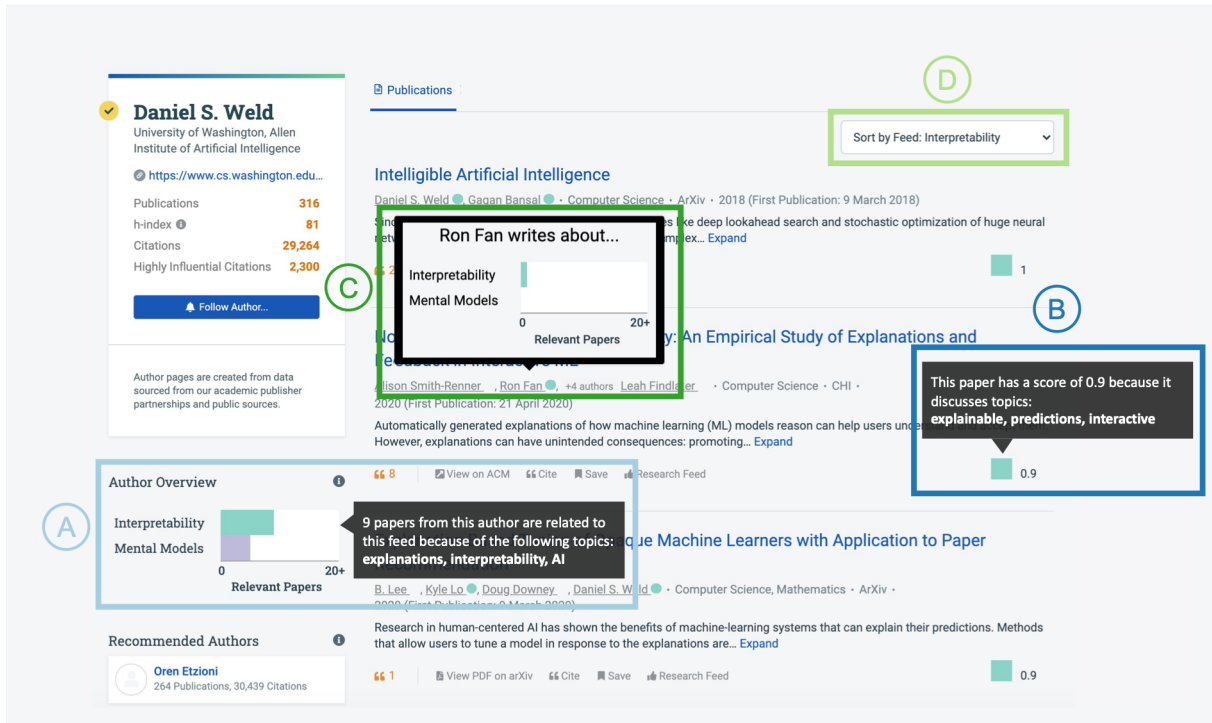 Daniel S. Weld
University of Washington, Allen
Institute of Artificial Intelligence
https://www.cs.washington.edu...
Publications 316
h-index 81
Citations 29,264
Highly Influential Citations 2,300
Follow Author...
Author pages are created from data
sourced from our academic publisher
partnerships and public sources.
A
Author Overview
Interpretability
Mental Models
0 20+
Relevant Papers
9 papers from this author are related to
this feed because of the following topics:
explanations, interpretability, AI
Recommended Authors
Oren Etzioni
264 Publications, 30,439 Citations
Publications
D
Sort by Feed: Interpretability
Intelligible Artificial Intelligence
Daniel S. Weld, Gagan Bansal · Computer Science · ArXiv · 2018 (First Publication: 9 March 2018)
like deep lookahead search and stochastic optimization of huge neural
Expand
1
C
Ron Fan writes about...
Interpretability
Mental Models
0 20+
Relevant Papers
An Empirical Study of Explanations and
Alison Smith-Renner, Ron Fan, +4 authors Leah Findlater · Computer Science · CHI ·
2020 (First Publication: 21 April 2020)
Automatically generated explanations of how machine learning (ML) models reason can help users
However, explanations can have unintended consequences: promoting... Expand
8 View on ACM Cite Save Research Feed
B
This paper has a score of 0.9 because it
discusses topics:
explainable, predictions, interactive
0.9
Machine Learners with Application to Paper
B. Lee, Kyle Lo, Doug Downey, Daniel S. Weld · Computer Science, Mathematics · ArXiv ·
Research in human-centered AI has shown the benefits of machine-learning systems that can explain their predictions. Methods
that allow users to tune a model in response to the explanations are... Expand
1 View PDF on arXiv Cite Save Research Feed
0.9